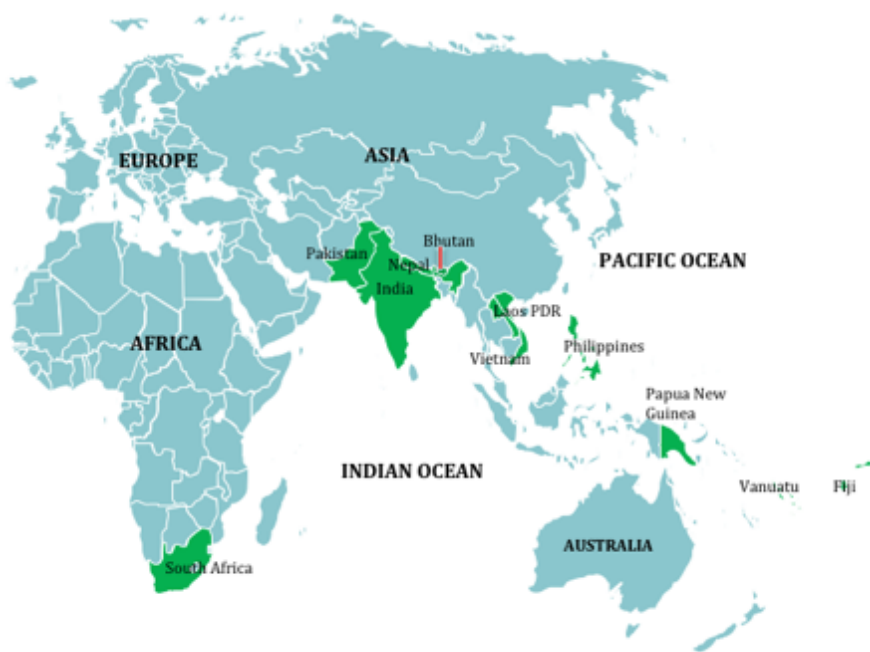 EUROPE
ASIA
Bhutan
Pakistan
Nepal
PACIFIC OCEAN
India
Laos PDR
AFRICA
Philippines
Vietnam
Papua New
Guinea
INDIAN OCEAN
Vanuatu
Fiji
AUSTRALIA
South Africa